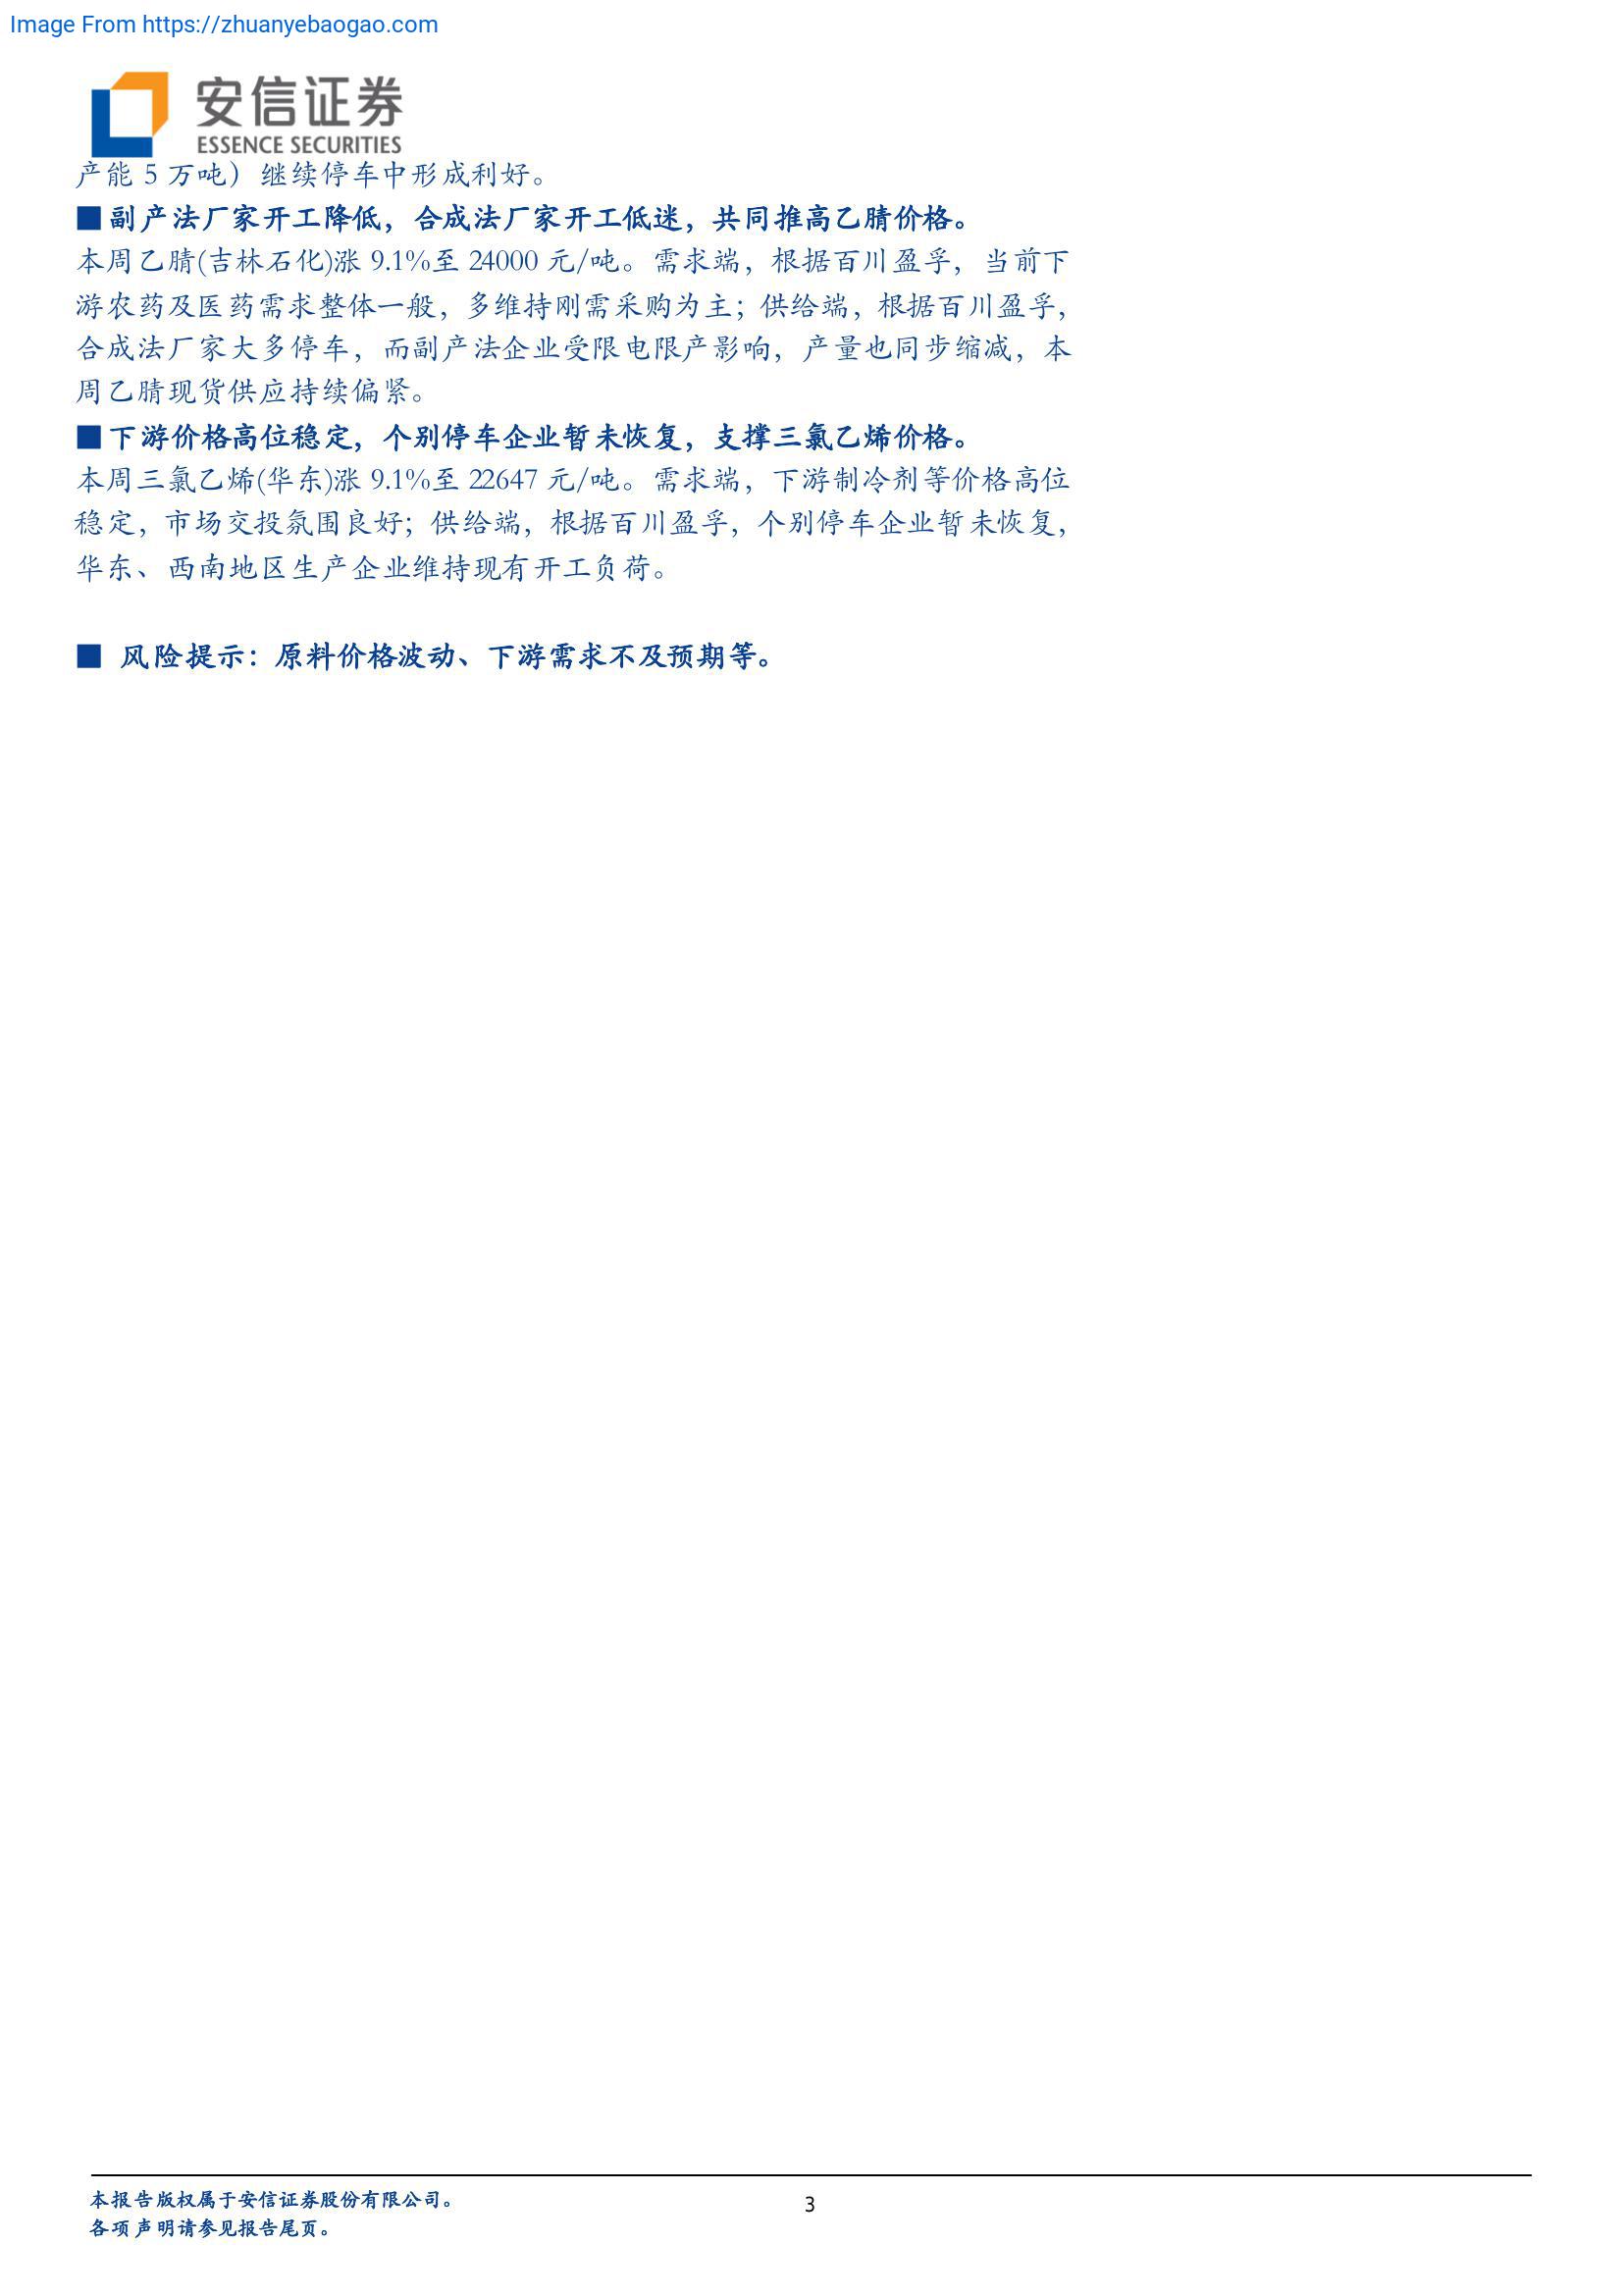 Image From https://zhuanyebaogao.com
安信证券
ESSENCE SECURITIES
产能 5 万吨）继续停车中形成利好。
■副产法厂家开工降低，合成法厂家开工低迷，共同推高乙腈价格。
本周乙腈(吉林石化)涨 9.1%至 24000 元/吨。需求端，根据百川盈孚，当前下
游农药及医药需求整体一般，多维持刚需采购为主；供给端，根据百川盈孚，
合成法厂家大多停车，而副产法企业受限电限产影响，产量也同步缩减，本
周乙腈现货供应持续偏紧。
■下游价格高位稳定，个别停车企业暂未恢复，支撑三氯乙烯价格。
本周三氯乙烯(华东)涨 9.1%至 22647 元/吨。需求端，下游制冷剂等价格高位
稳定，市场交投氛围良好；供给端，根据百川盈孚，个别停车企业暂未恢复，
华东、西南地区生产企业维持现有开工负荷。
■ 风险提示：原料价格波动、下游需求不及预期等。
本报告版权属于安信证券股份有限公司。
3
各项声明请参见报告尾页。